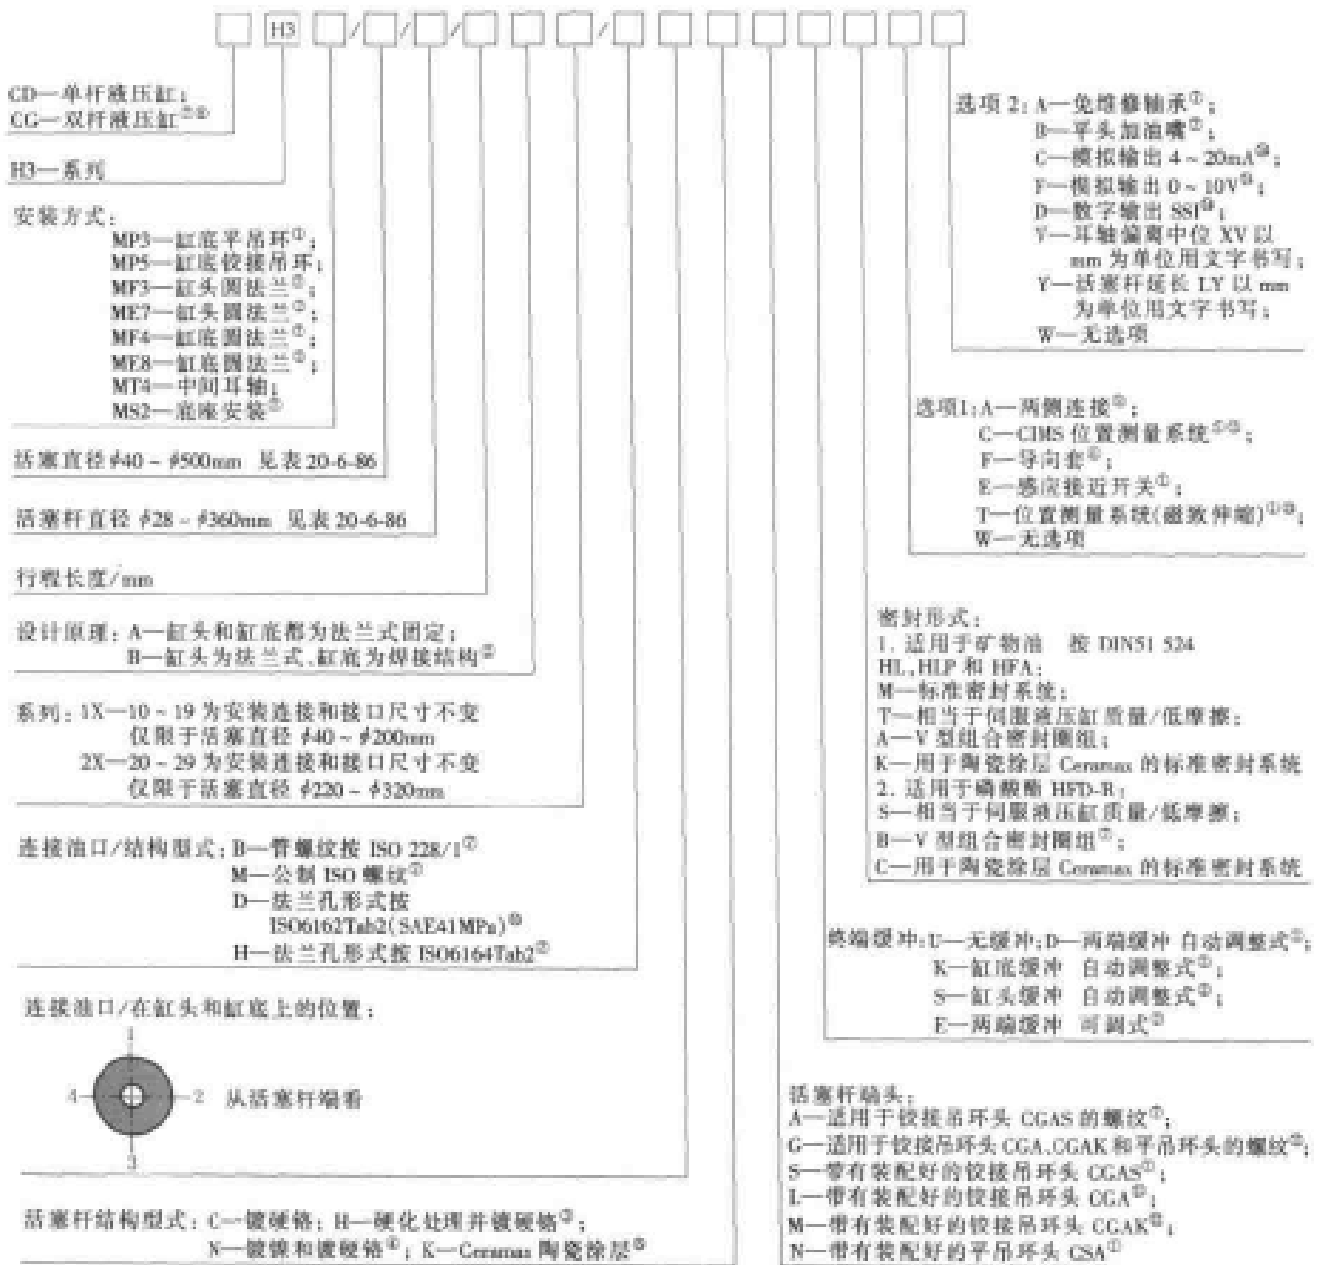 H3 / / / /
CD—单杆液压缸;
CG—双杆液压缸
H3—系列
安装方式:
MP3—缸底平吊环①;
MP5—缸底铰接吊环;
MF3—缸头圆法兰
ME7—缸头圆法兰
MF4—缸底圆法兰
ME8—缸底圆法兰
MT4—中间耳轴;
MS2—底座安装
活塞直径 φ40~φ500mm 见表 20-6-86
活塞杆直径 φ28~φ360mm 见表 20-6-86
行程长度/mm
设计原理: A—缸头和缸底都为法兰式固定;
B—缸头为法兰式、缸底为焊接结构②
系列: 1X—10~19 为安装连接和接口尺寸不变
仅限于活塞直径 φ40~φ200mm
2X—20~29 为安装连接和接口尺寸不变
仅限于活塞直径 φ220~φ320mm
连接油口/结构型式: B—管螺纹按 ISO 228/1⑦
M—公制 ISO 螺纹
D—法兰孔形式按
ISO6162Tab2(SAE41MPa)
H—法兰孔形式按 ISO6164Tab2⑦
连接油口/在缸头和缸底上的位置:
1
4 2 从活塞杆端看
3
活塞杆结构型式: C—镀硬铬; H—硬化处理并镀硬铬③;
N—镀镍和镀硬铬; K—Ceramax 陶瓷涂层
选项 2: A—免维修轴承①;
B—平头加油嘴⑦;
C—模拟输出 4~20mA
F—模拟输出 0~10V
D—数字输出 SSI
V—耳轴偏离中位 XV 以
mm 为单位用文字书写;
Y—活塞杆延长 LY 以 mm
为单位用文字书写;
W—无选项
选项1: A—两侧连接
C—CIMS 位置测量系统
F—导向套
E—感应接近开关①;
T—位置测量系统(磁致伸缩)
W—无选项
密封形式:
1. 适用于矿物油 按 DIN51 524
HL、HLP 和 HFA:
M—标准密封系统;
T—相当于伺服液压缸质量/低摩擦;
A—V 型组合密封圈组;
K—用于陶瓷涂层 Ceramax 的标准密封系统
2. 适用于磷酸酯 HFD-R:
S—相当于伺服液压缸质量/低摩擦;
B—V 型组合密封圈组⑦;
C—用于陶瓷涂层 Ceramax 的标准密封系统
终端缓冲: U—无缓冲; D—两端缓冲 自动调整式
K—缸底缓冲 自动调整式
S—缸头缓冲 自动调整式
E—两端缓冲 可调式
活塞杆端头:
A—适用于铰接吊环头 CGAS 的螺纹⑦;
G—适用于铰接吊环头 CGA、CGAK 和平吊环头的螺纹
S—带有装配好的铰接吊环头 CGAS
L—带有装配好的铰接吊环头 CGA
M—带有装配好的铰接吊环头 CGAK
N—带有装配好的平吊环头 CSA